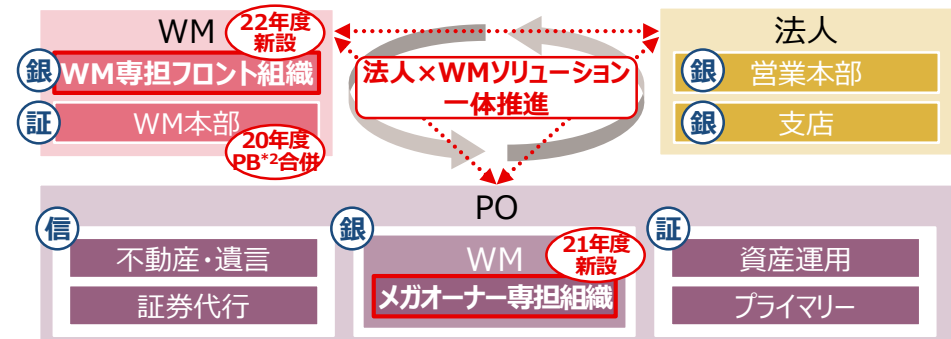 WM
22年度
新設
法人
銀
WM専担フロント組織
法人×WMソリューション
一体推進
銀
営業本部
証
WM本部
20年度
PB*2合併
銀
支店
PO
信
不動産・遺言
証券代行
銀
WM
21年度
新設
メガオーナー専担組織
証
資産運用
プライマリー